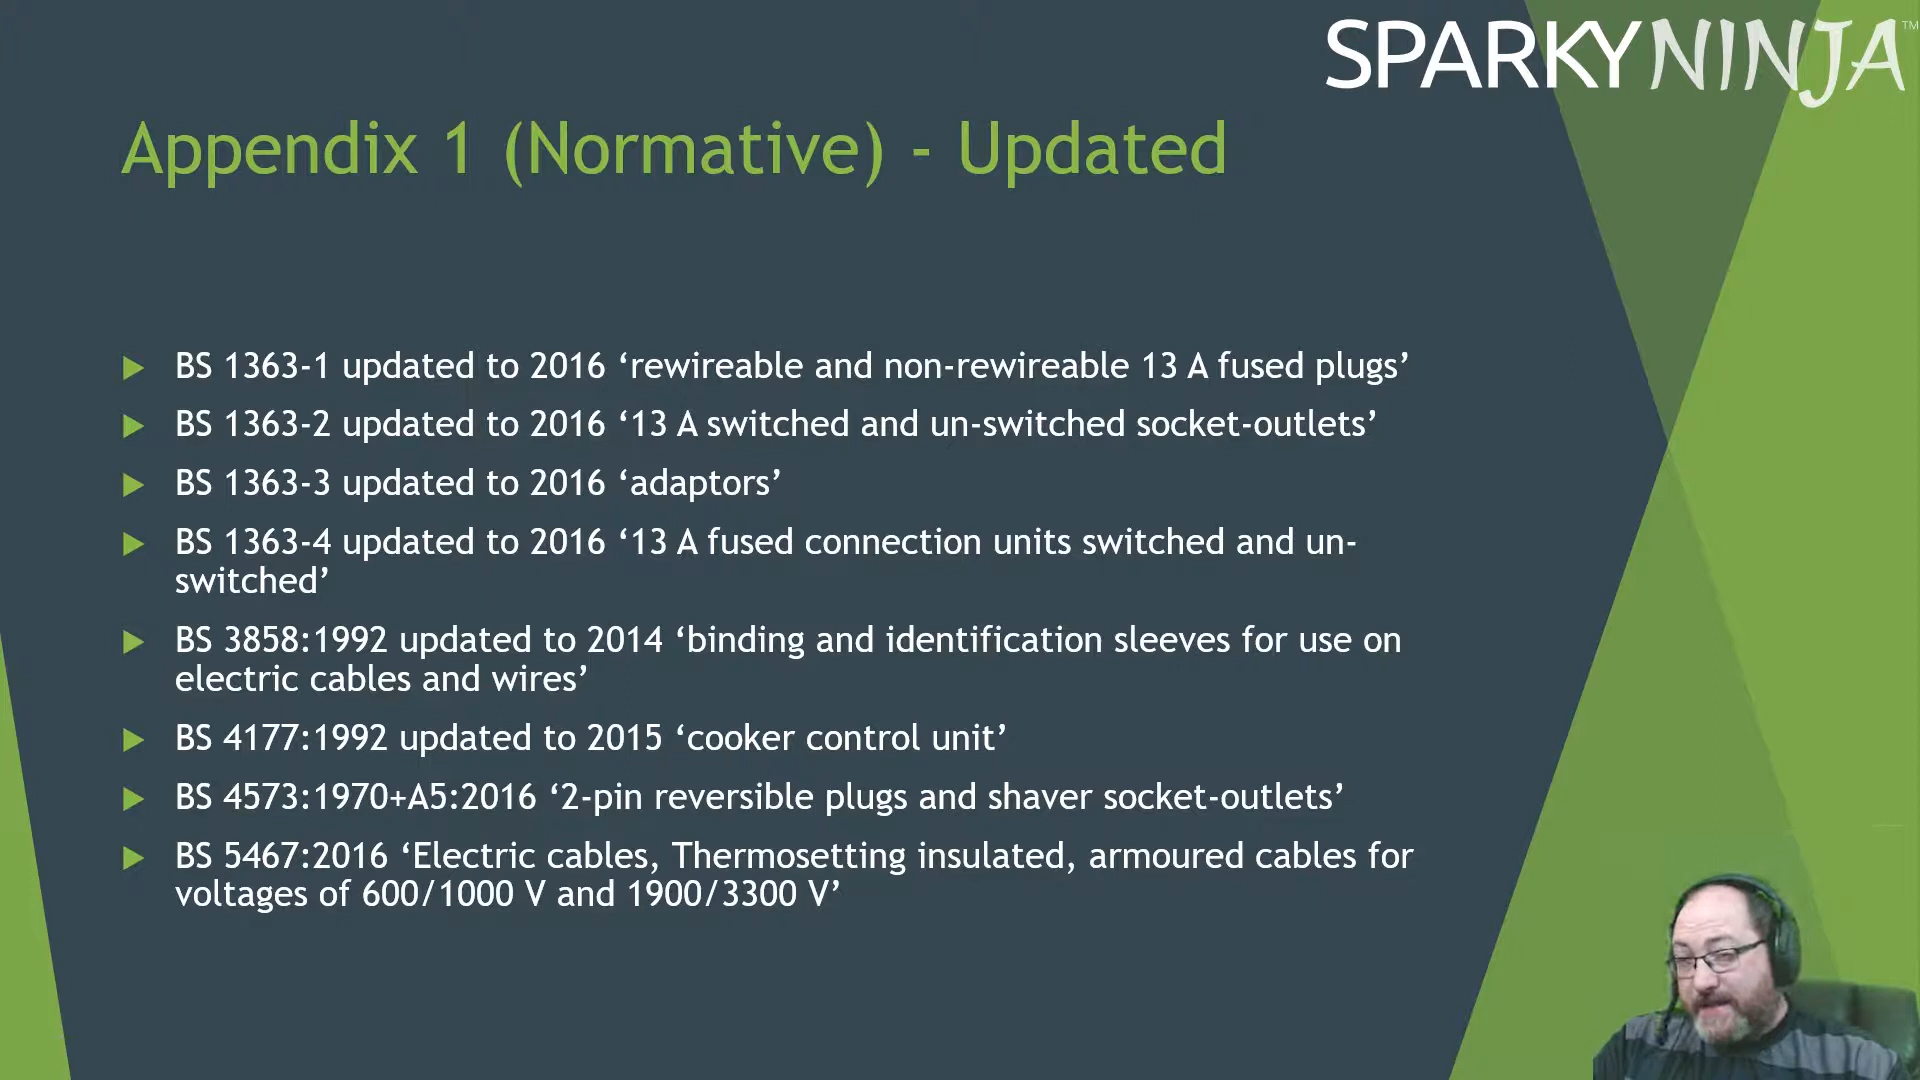 SPARKYNINJA™
Appendix 1 (Normative) - Updated
BS 1363-1 updated to 2016 ‘rewireable and non-rewireable 13 A fused plugs’
BS 1363-2 updated to 2016 ‘13 A switched and un-switched socket-outlets’
BS 1363-3 updated to 2016 ‘adaptors’
BS 1363-4 updated to 2016 ‘13 A fused connection units switched and un-
switched’
BS 3858:1992 updated to 2014 ‘binding and identification sleeves for use on
electric cables and wires’
BS 4177:1992 updated to 2015 ‘cooker control unit’
BS 4573:1970+A5:2016 ‘2-pin reversible plugs and shaver socket-outlets’
BS 5467:2016 ‘Electric cables, Thermosetting insulated, armoured cables for
voltages of 600/1000 V and 1900/3300 V’